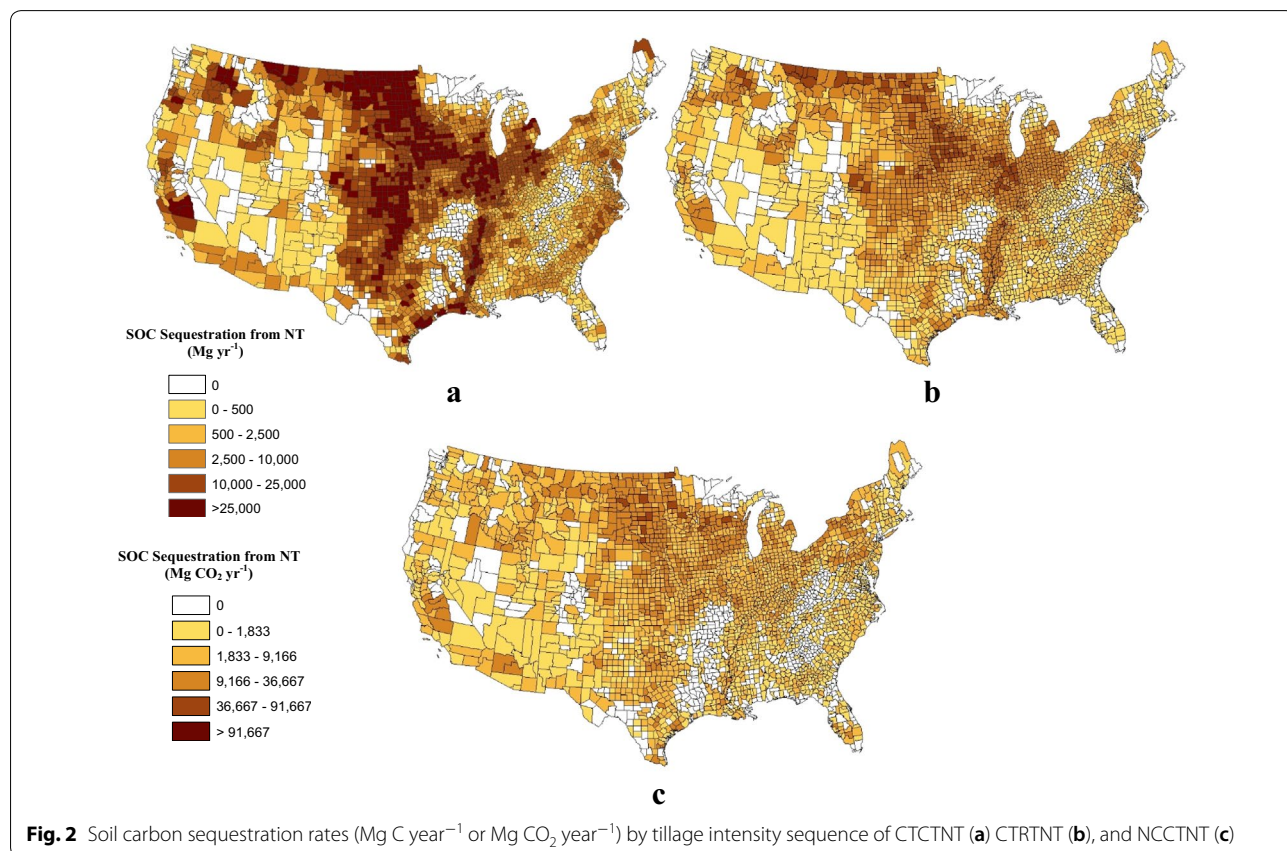 a
b
SOC Sequestration from NT
(Mg yr⁻¹)
0
0 - 500
500 - 2,500
2,500 - 10,000
10,000 - 25,000
>25,000
SOC Sequestration from NT
(Mg CO₂ yr⁻¹)
0
0 - 1,833
1,833 - 9,166
9,166 - 36,667
36,667 - 91,667
> 91,667
c
Fig. 2 Soil carbon sequestration rates (Mg C year⁻¹ or Mg CO₂ year⁻¹) by tillage intensity sequence of CTCTNT (a) CTRTNT (b), and NCCTNT (c)